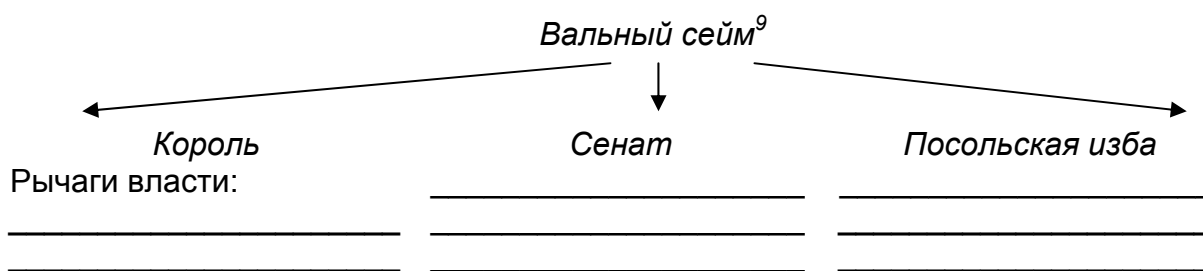 Вальный сейм⁹
Король Сенат Посольская изба
Рычаги власти: